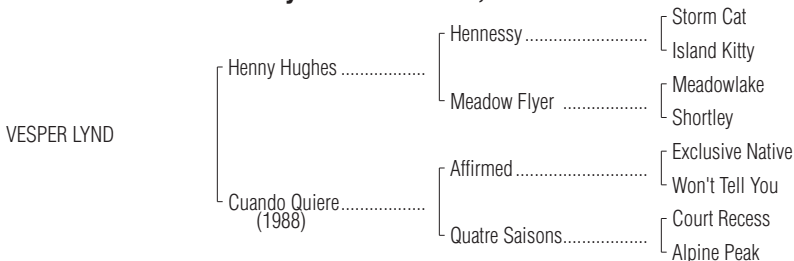 Storm Cat
Hennessy ..........................
Island Kitty
Henny Hughes ..................
Meadowlake
Meadow Flyer ..................
Shortley
VESPER LYND
Exclusive Native
Affirmed ............................
Won't Tell You
Cuando Quiere ..................
(1988)
Court Recess
Quatre Saisons ..................
Alpine Peak